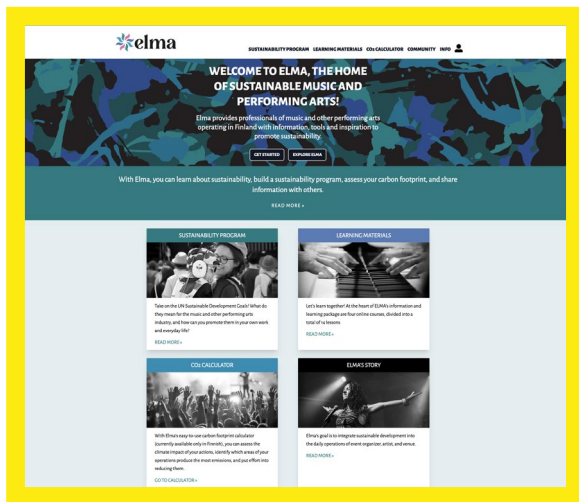 elma
SUSTAINABILITY PROGRAM LEARNING MATERIALS CO₂ CALCULATOR COMMUNITY INFO
WELCOME TO ELMA, THE HOME
OF SUSTAINABLE MUSIC AND
PERFORMING ARTS!
Elma provides professionals of music and other performing arts
operating in Finland with information, tools and inspiration to
promote sustainability.
GET STARTED EXPLORE ELMA
With Elma, you can learn about sustainability, build a sustainability program, assess your carbon footprint, and share
information with others.
READ MORE »
SUSTAINABILITY PROGRAM
Take on the UN Sustainable Development Goals! What do
they mean for the music and other performing arts
industry, and how can you promote them in your own work
and everyday life?
READ MORE »
LEARNING MATERIALS
Let's learn together! At the heart of ELMA's information and
learning package are four online courses, divided into a
total of 14 lessons
READ MORE »
CO₂ CALCULATOR
With Elma's easy-to-use carbon footprint calculator
(currently available only in Finnish), you can assess the
climate impact of your actions, identify which areas of your
operations produce the most emissions, and put effort into
reducing them.
GO TO CALCULATOR »
ELMA'S STORY
Elma's goal is to integrate sustainable development into
the daily operations of event organizer, artist, and venue.
READ MORE »